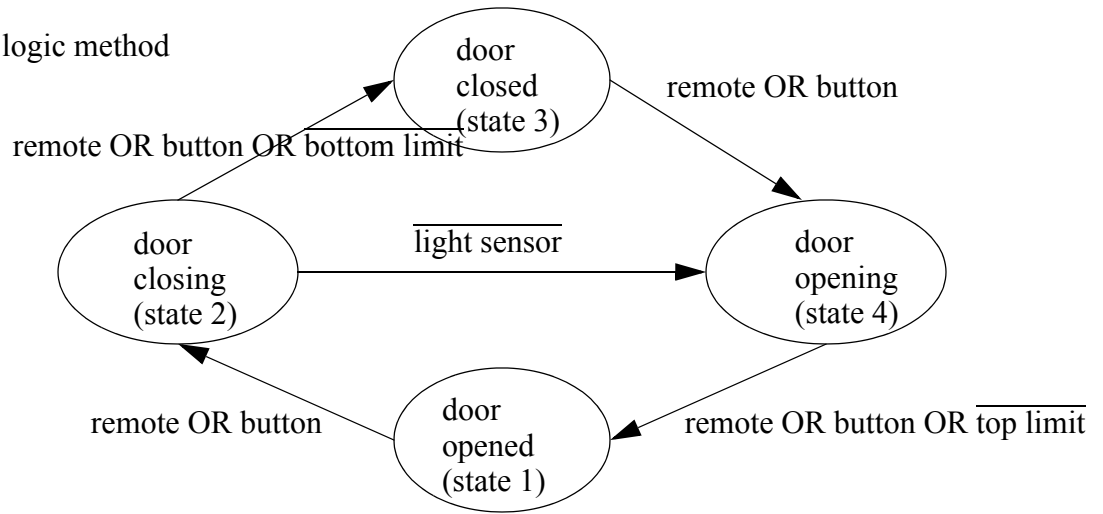 logic method
door
closed
(state 3)
remote OR button
remote OR button OR bottom limit
light sensor
door
closing
(state 2)
door
opening
(state 4)
remote OR button
door
opened
(state 1)
remote OR button OR top limit